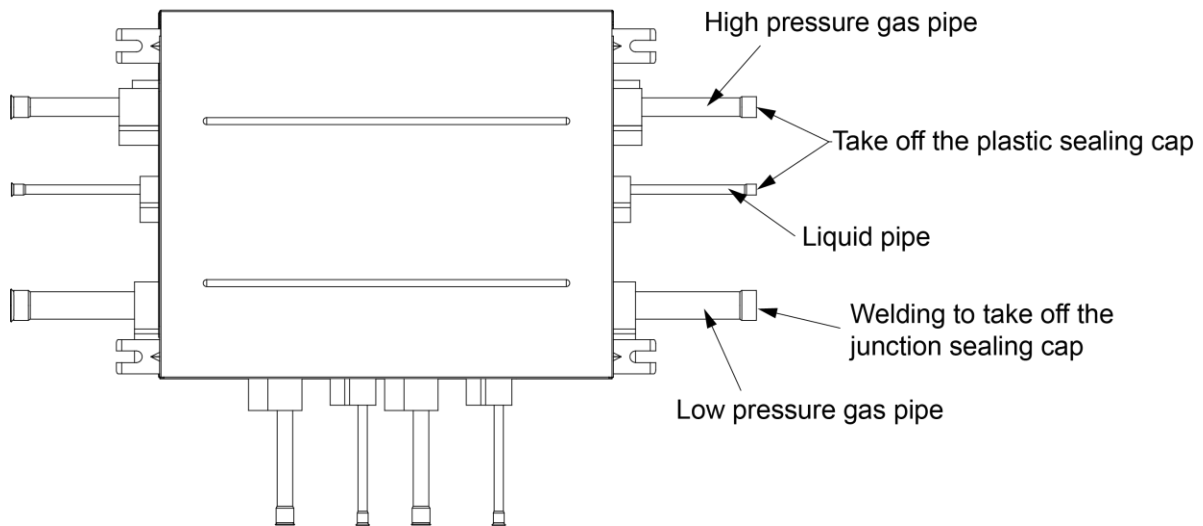 High pressure gas pipe
Take off the plastic sealing cap
Liquid pipe
Welding to take off the
junction sealing cap
Low pressure gas pipe